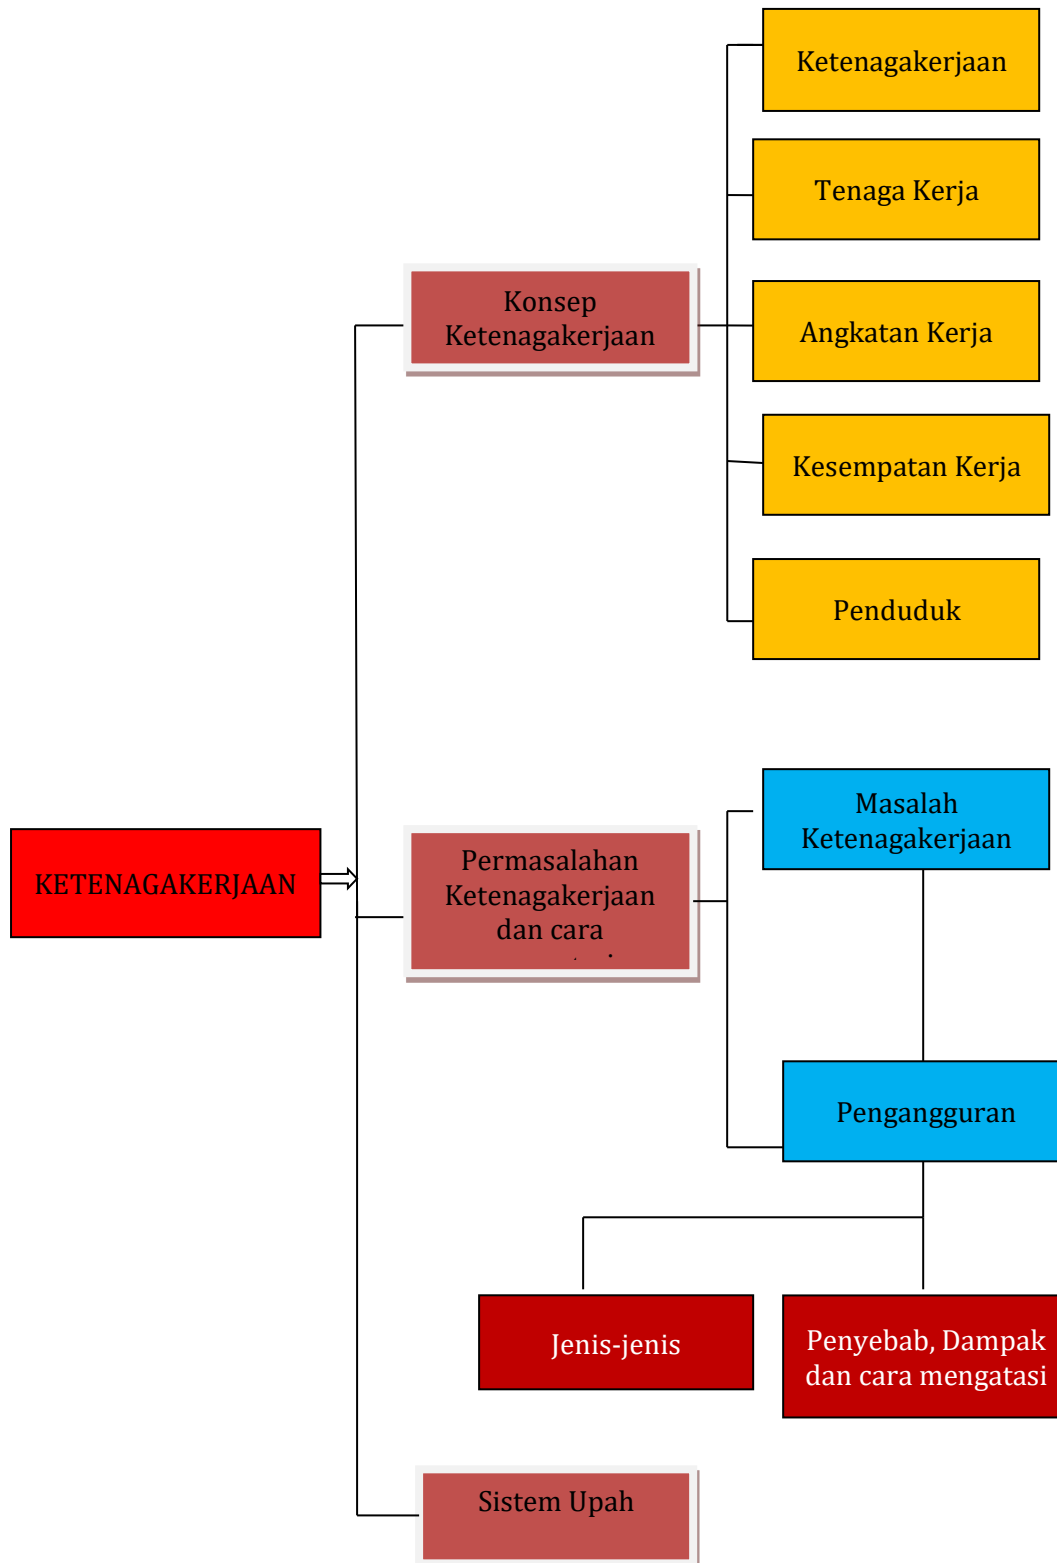 Ketenagakerjaan
Tenaga Kerja
Konsep
Ketenagakerjaan
Angkatan Kerja
Kesempatan Kerja
Penduduk
KETENAGAKERJAAN
Permasalahan
Ketenagakerjaan
dan cara
Masalah
Ketenagakerjaan
Pengangguran
Jenis-jenis
Penyebab, Dampak
dan cara mengatasi
Sistem Upah